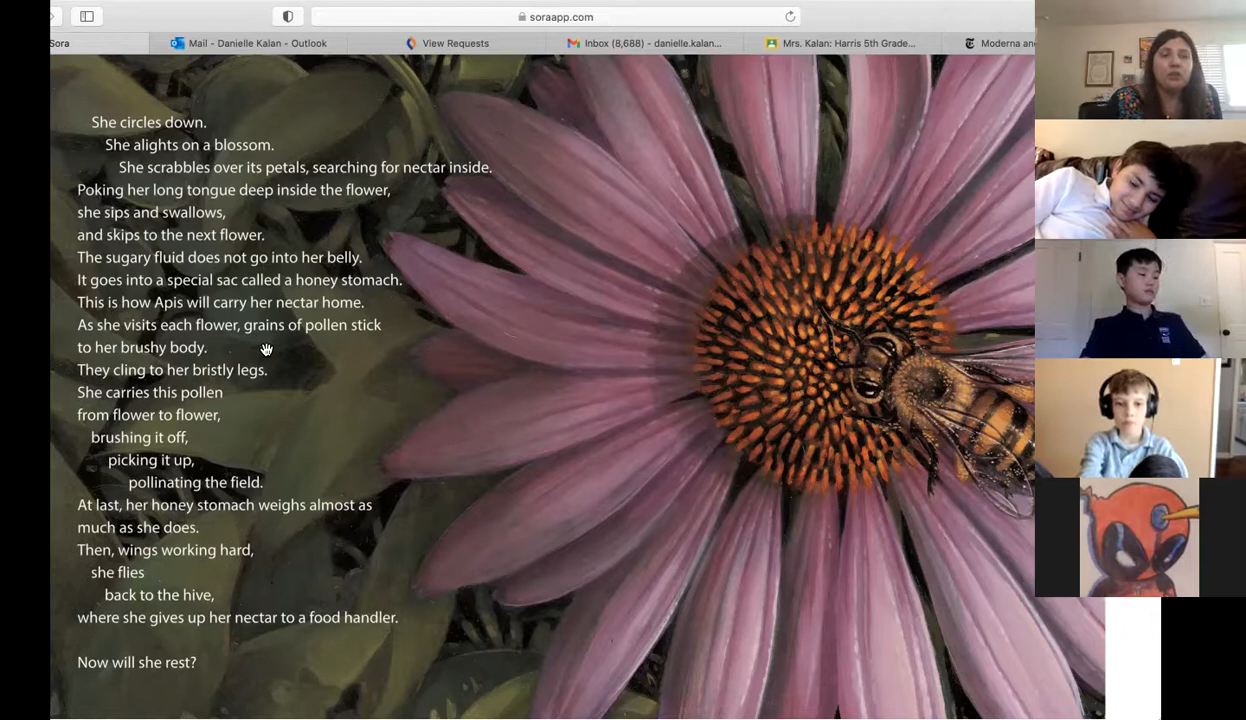 soraapp.com
Sora
Mail - Danielle Kalan - Outlook
View Requests
Inbox (8,688) - danielle.kalan...
Mrs. Kalan: Harris 5th Grade...
Moderna an
She circles down.
She alights on a blossom.
She scrabbles over its petals, searching for nectar inside.
Poking her long tongue deep inside the flower,
she sips and swallows,
and skips to the next flower.
The sugary fluid does not go into her belly.
It goes into a special sac called a honey stomach.
This is how Apis will carry her nectar home.
As she visits each flower, grains of pollen stick
to her brushy body.
They cling to her bristly legs.
She carries this pollen
from flower to flower,
brushing it off,
picking it up,
pollinating the field.
At last, her honey stomach weighs almost as
much as she does.
Then, wings working hard,
she flies
back to the hive,
where she gives up her nectar to a food handler.
Now will she rest?